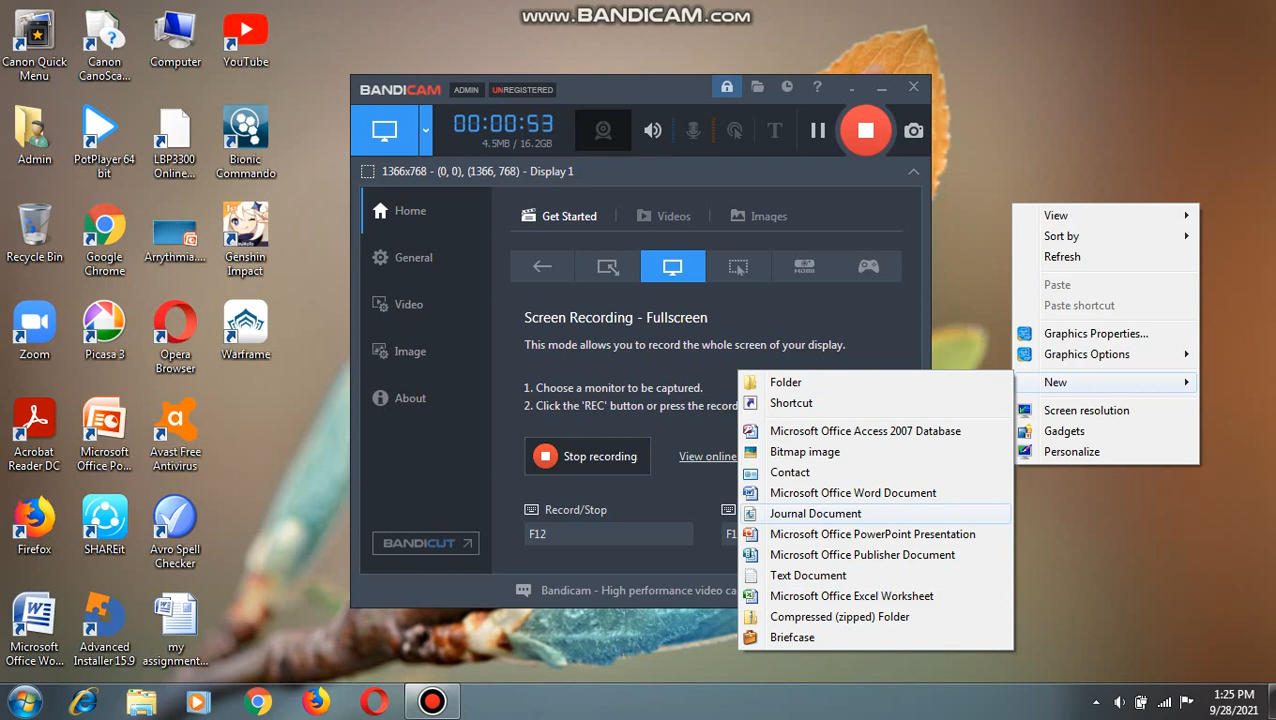 www.BANDICAM.com
Canon Quick
Menu
Canon
CanoSca...
Computer
YouTube
Admin
PotPlayer 64
bit
LBP3300
Online...
Bionic
Commando
Recycle Bin
Google
Chrome
Arrythmia....
Genshin
Impact
Zoom
Picasa 3
Opera
Browser
Warframe
Acrobat
Reader DC
Microsoft
Office Po...
Avast Free
Antivirus
Firefox
SHAREit
Avro Spell
Checker
Microsoft
Office Wo...
Advanced
Installer 15.9
my
assignment...
BANDICAM
ADMIN
UNREGISTERED
?
00:00:53
4.5MB / 16.2GB
T
1366x768 - (0, 0), (1366, 768) - Display 1
Home
General
Video
Image
About
BANDICUT
Get Started
Videos
Images
HDMI
Screen Recording - Fullscreen
This mode allows you to record the whole screen of your display.
1. Choose a monitor to be captured.
2. Click the 'REC' button or press the record
Stop recording
View online
Record/Stop
F12
Bandicam - High performance video ca
View
Sort by
Refresh
Paste
Paste shortcut
Graphics Properties...
Graphics Options
New
Screen resolution
Gadgets
Personalize
Folder
Shortcut
Microsoft Office Access 2007 Database
Bitmap image
Contact
Microsoft Office Word Document
Journal Document
Microsoft Office PowerPoint Presentation
Microsoft Office Publisher Document
Text Document
Microsoft Office Excel Worksheet
Compressed (zipped) Folder
Briefcase
1:25 PM
9/28/2021